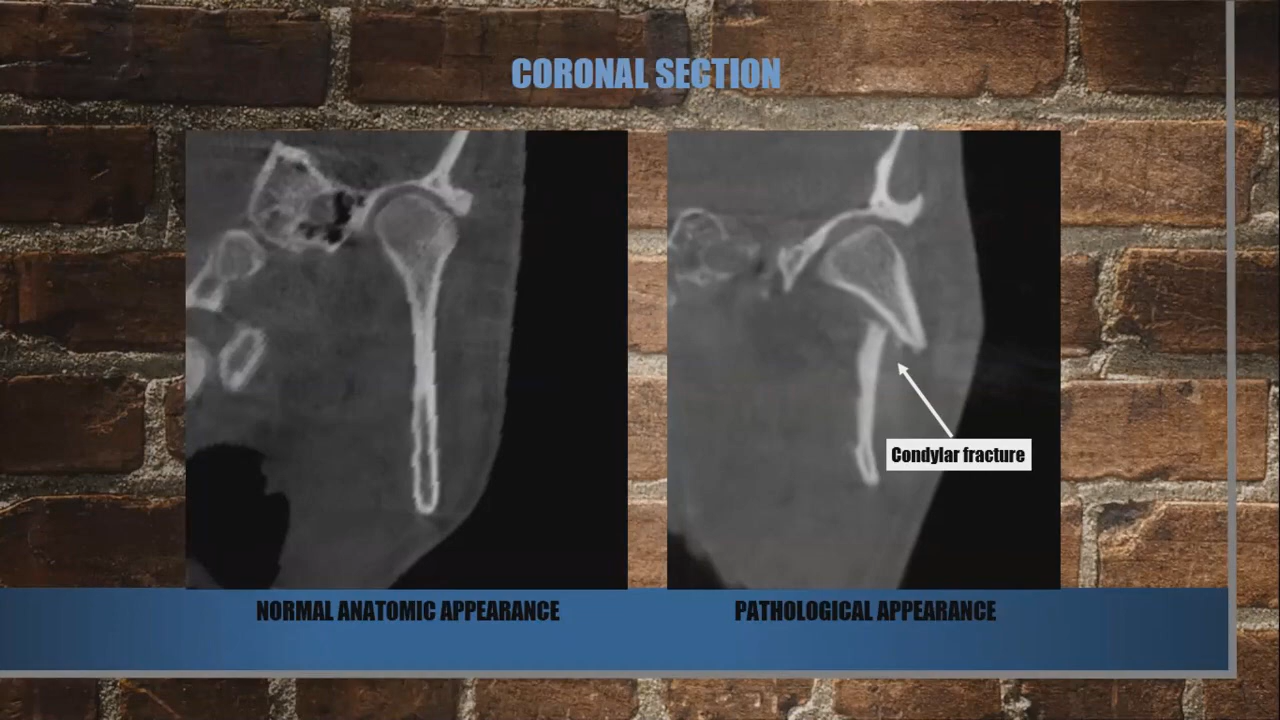 CORONAL SECTION
Condylar fracture
NORMAL ANATOMIC APPEARANCE
PATHOLOGICAL APPEARANCE